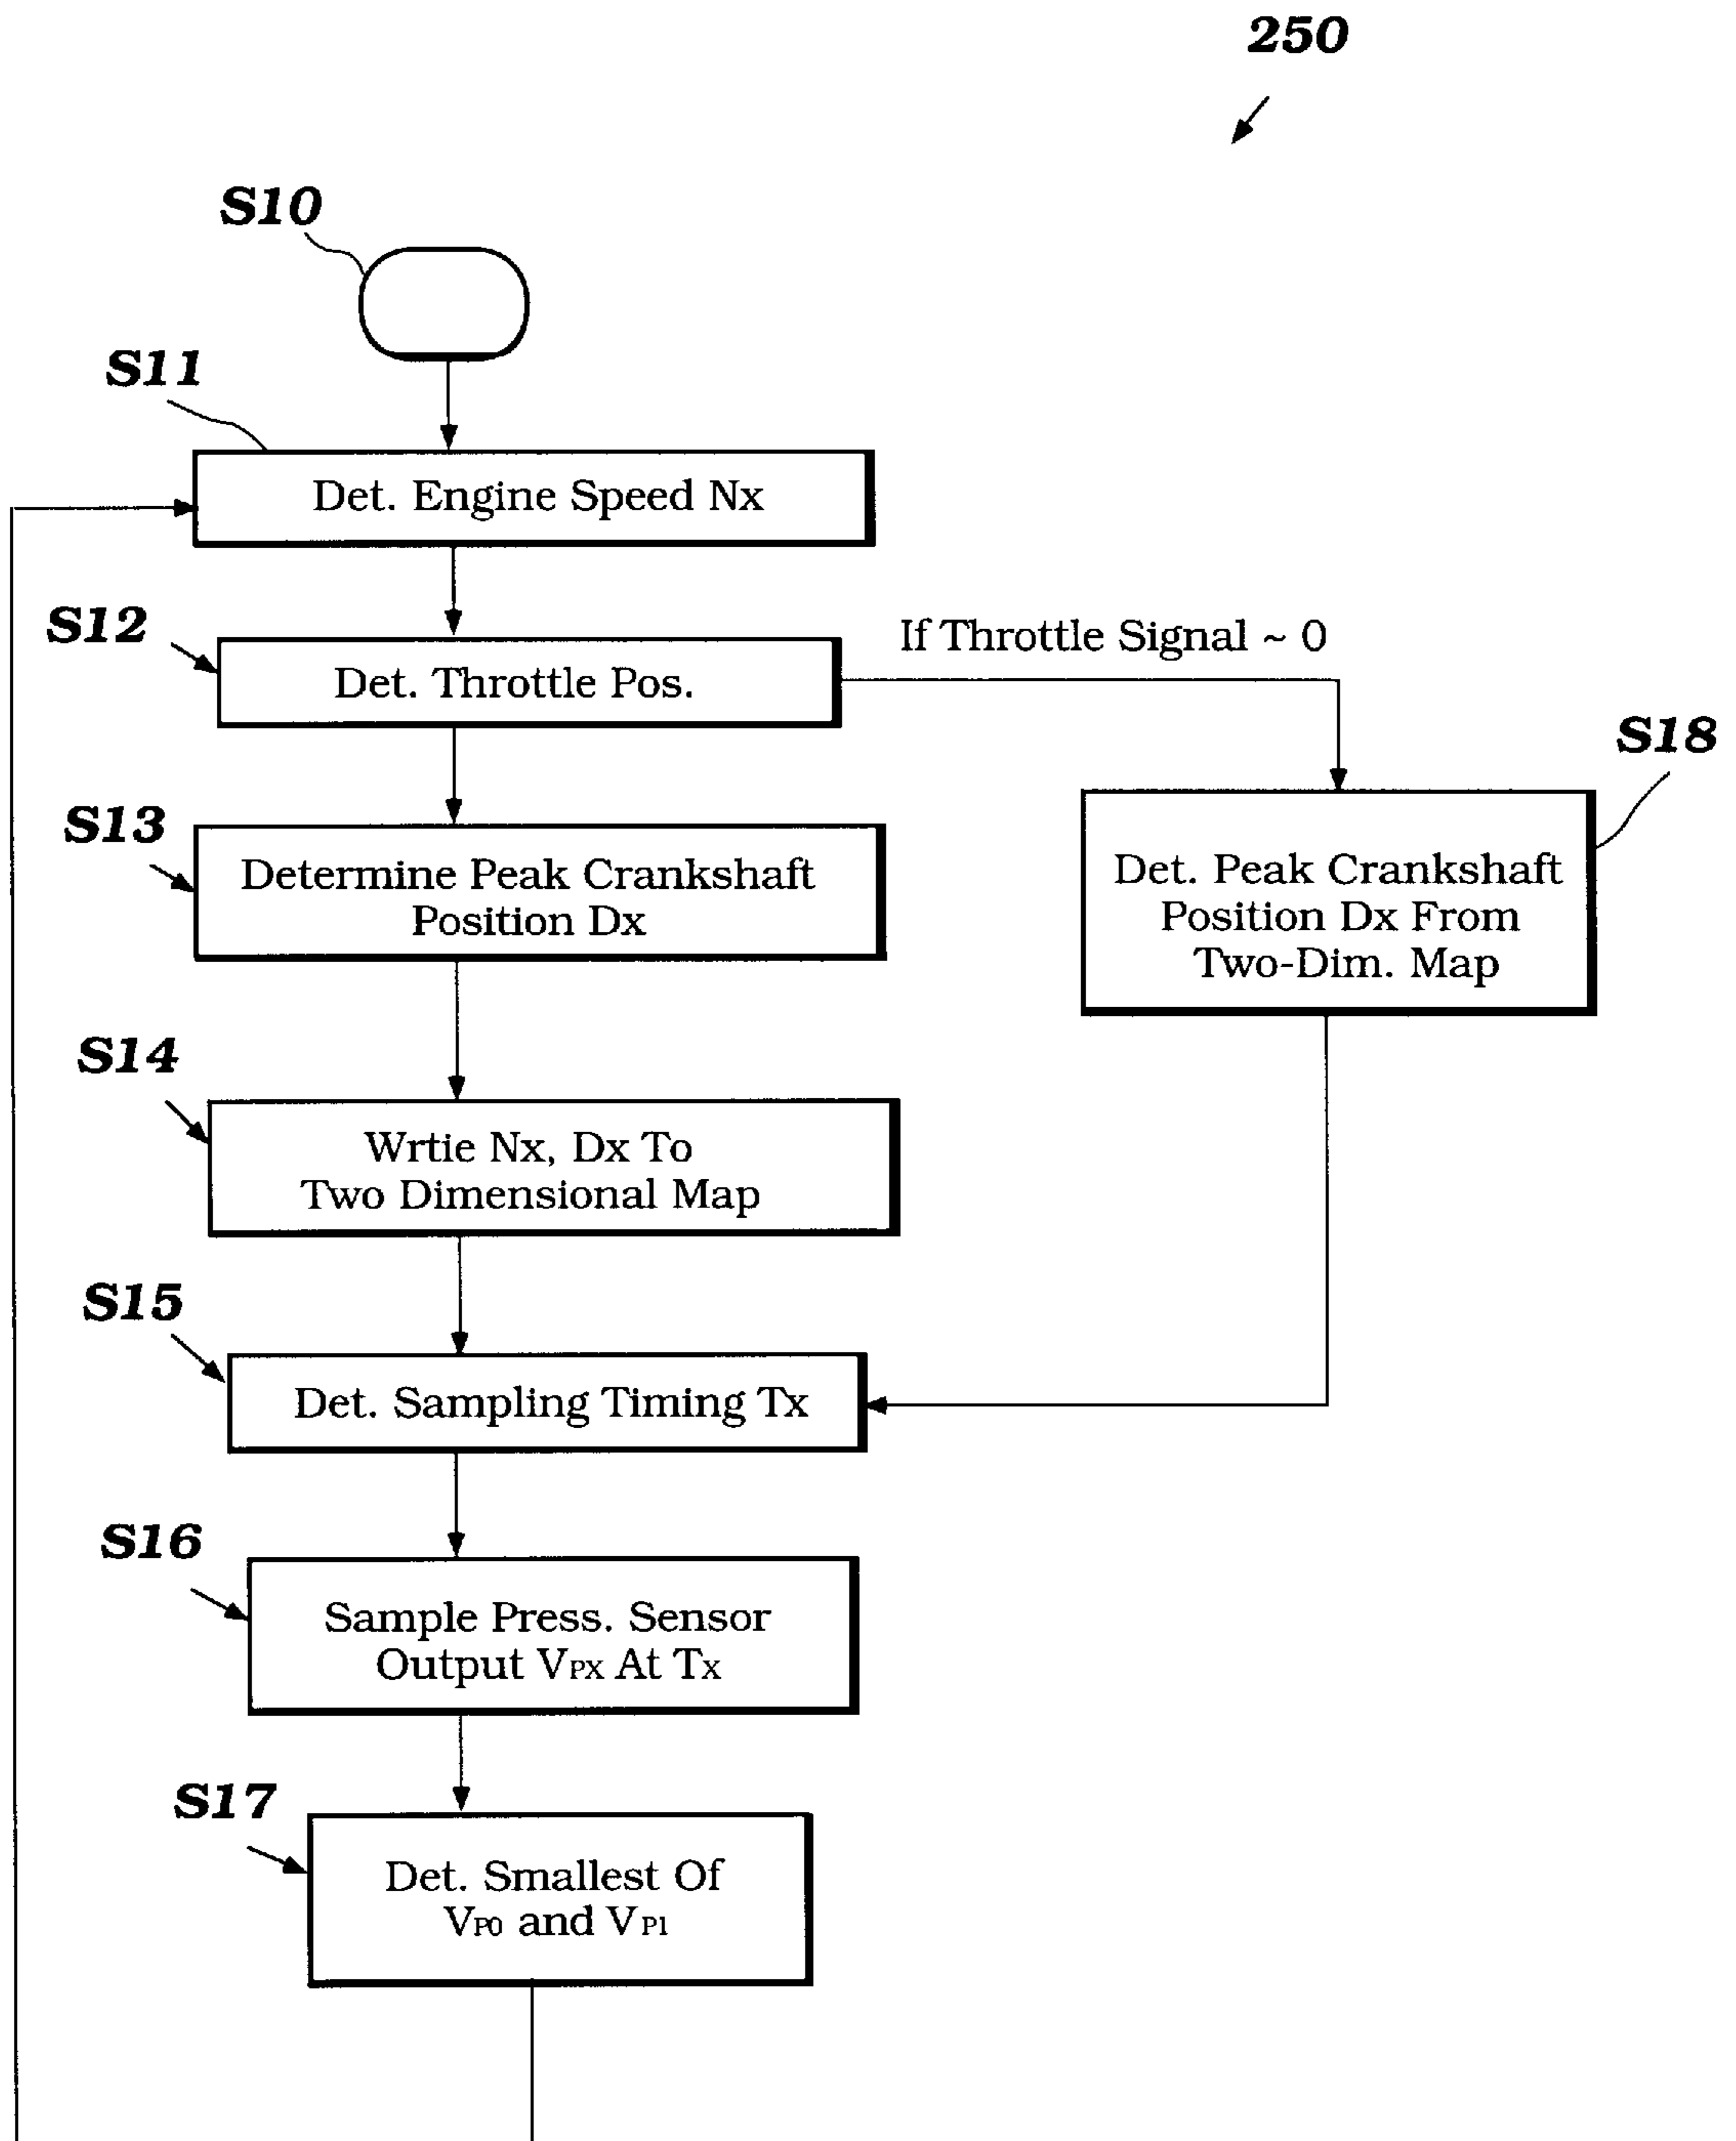 250
S10
S11
Det. Engine Speed Nx
S12
Det. Throttle Pos.
If Throttle Signal ~ 0
S13
Determine Peak Crankshaft
Position Dx
S18
Det. Peak Crankshaft
Position Dx From
Two-Dim. Map
S14
Wrtie Nx, Dx To
Two Dimensional Map
S15
Det. Sampling Timing Tx
S16
Sample Press. Sensor
Output VPX At Tx
S17
Det. Smallest Of
VP0 and VP1